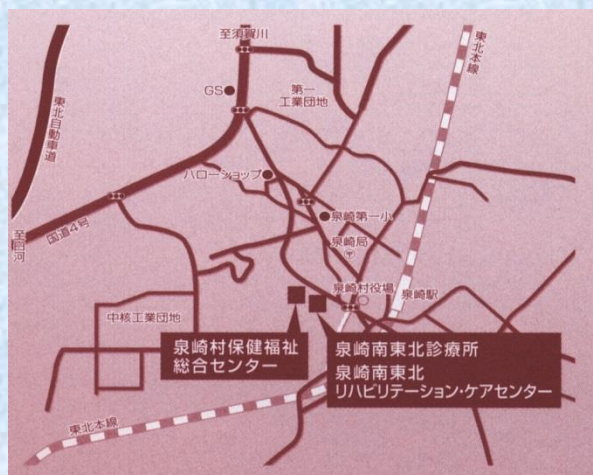 至須賀川
GS
第一
工業団地
東北本線
東北自動車道
ハローショップ
泉崎第一小
泉崎局
国道4号
至白河
泉崎村役場
泉崎駅
中核工業団地
泉崎村保健福祉
総合センター
泉崎南東北診療所
泉崎南東北
リハビリテーション・ケアセンター
東北本線